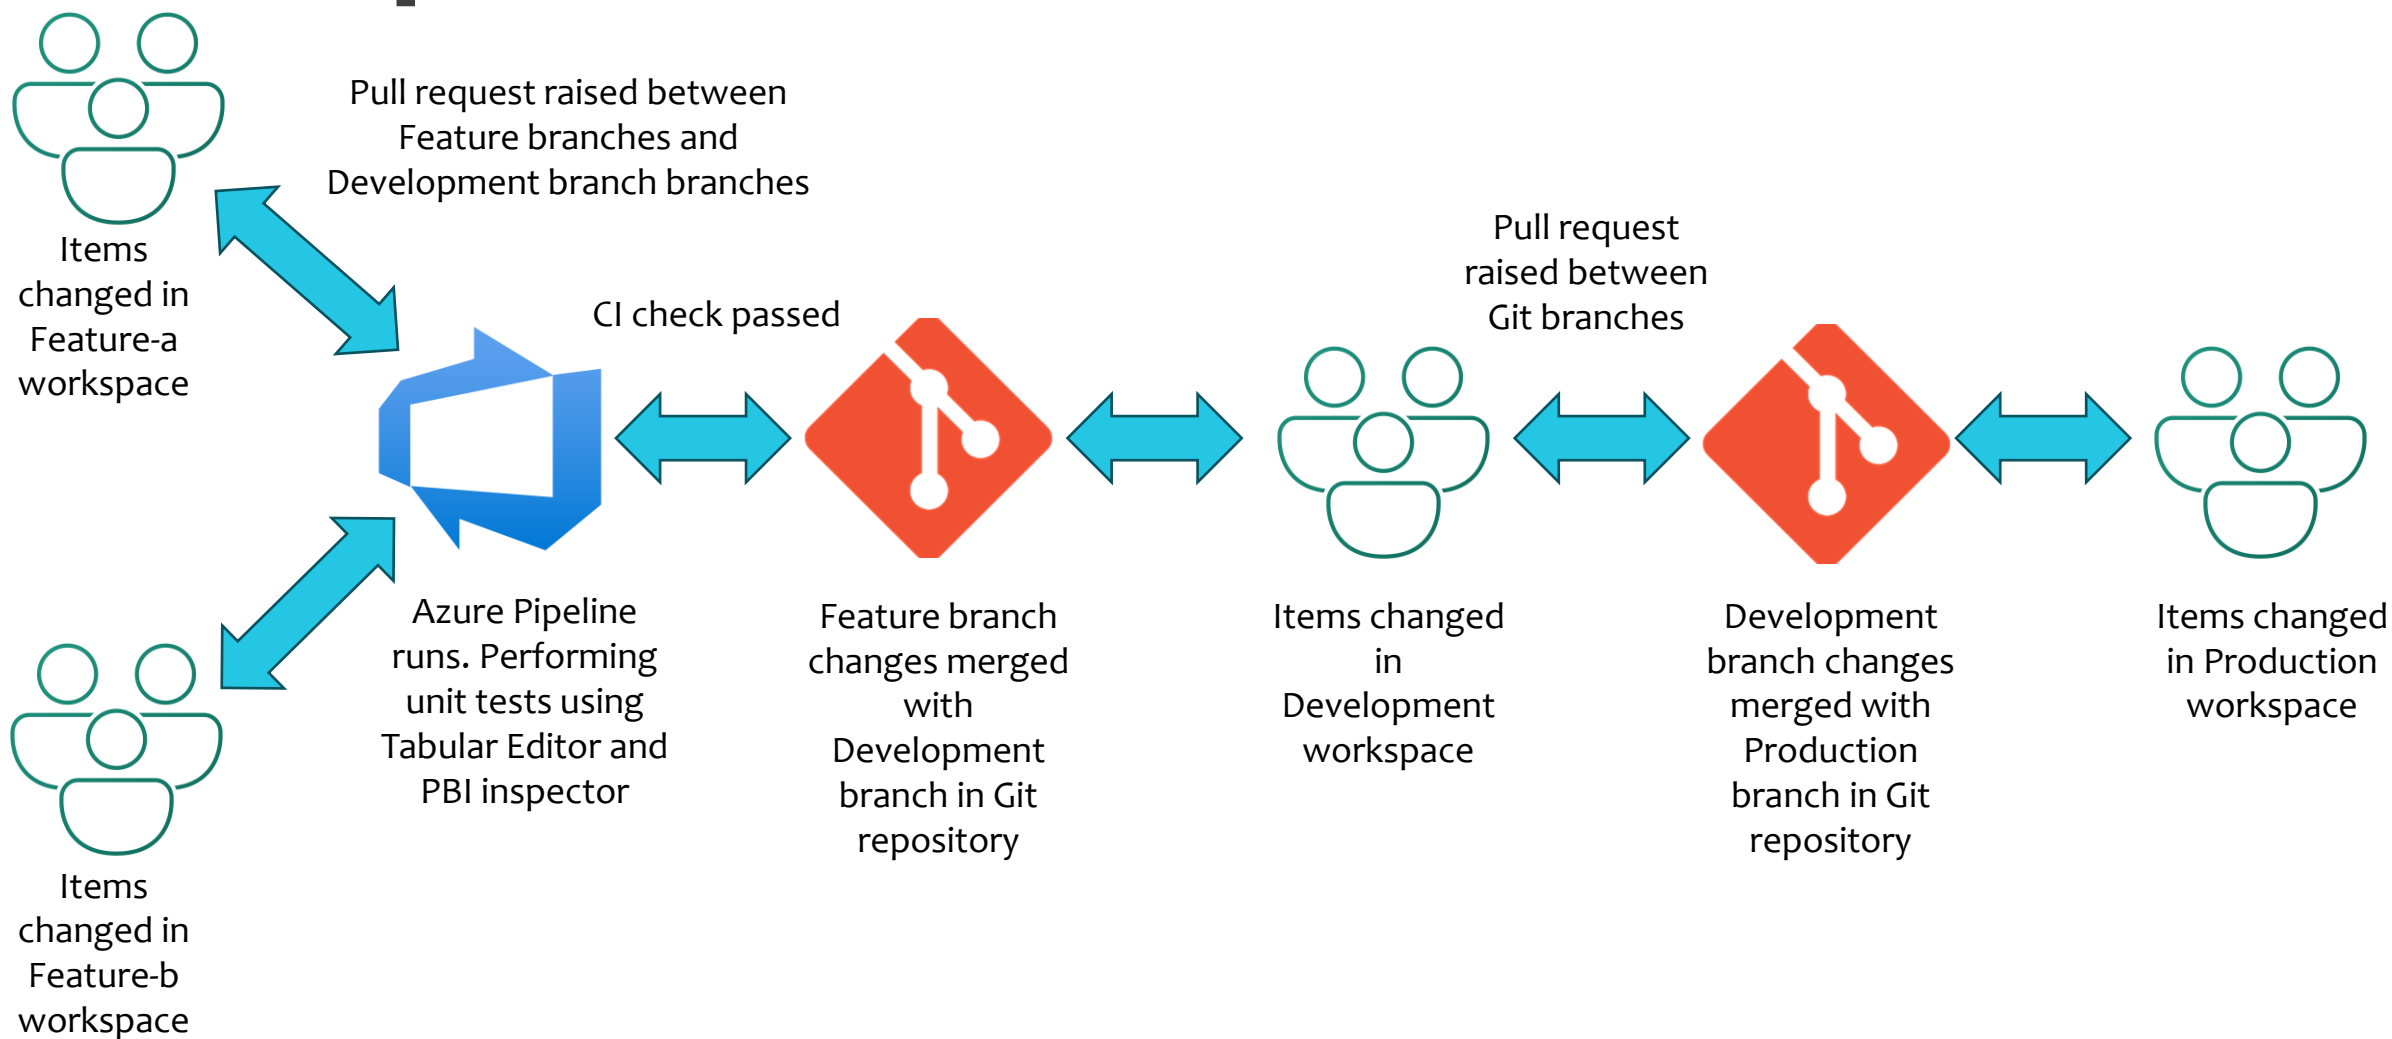 Pull request raised between
Feature branches and
Development branch branches
Items
changed in
Feature-a
workspace
CI check passed
Pull request
raised between
Git branches
Azure Pipeline
runs. Performing
unit tests using
Tabular Editor and
PBI inspector
Feature branch
changes merged
with
Development
branch in Git
repository
Items changed
in
Development
workspace
Development
branch changes
merged with
Production
branch in Git
repository
Items changed
in Production
workspace
Items
changed in
Feature-b
workspace